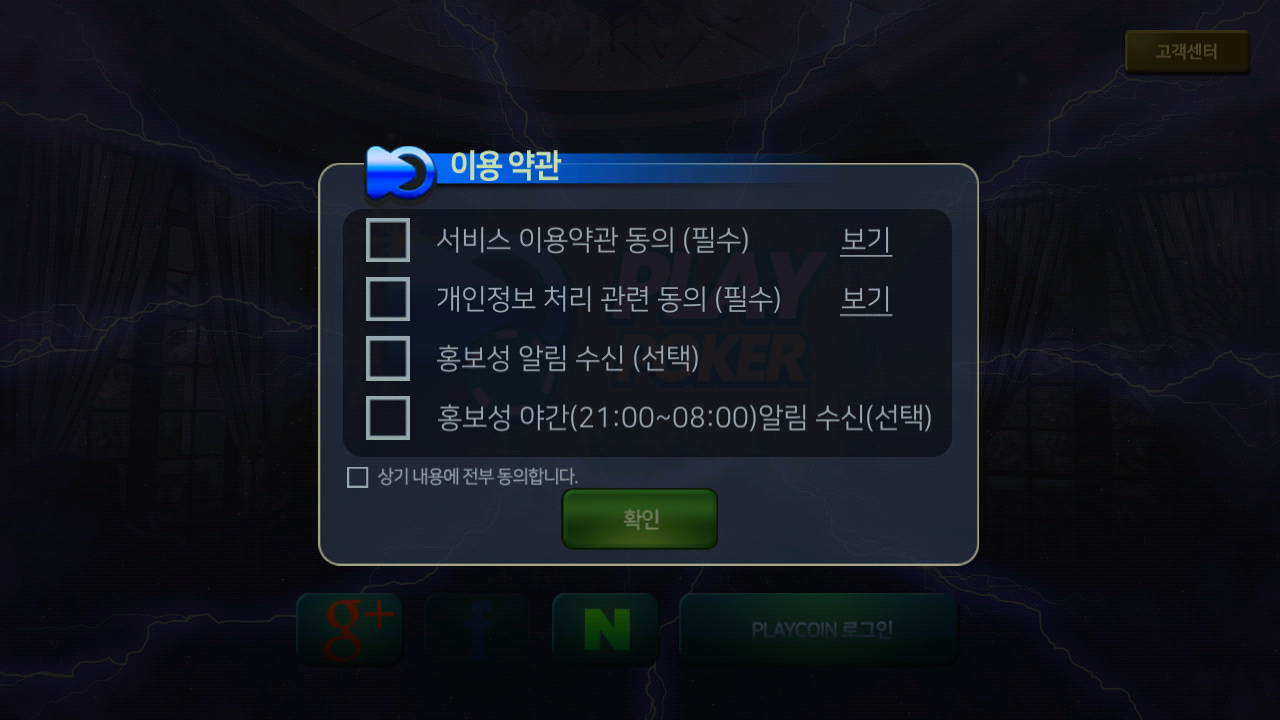 고객센터
이용 약관
서비스 이용약관 동의 (필수) 보기
개인정보 처리 관련 동의 (필수) 보기
홍보성 알림 수신 (선택)
홍보성 야간(21:00~08:00)알림 수신(선택)
상기 내용에 전부 동의합니다.
확인
PLAY
POKER
g+ f N PLAYCOIN 로그인